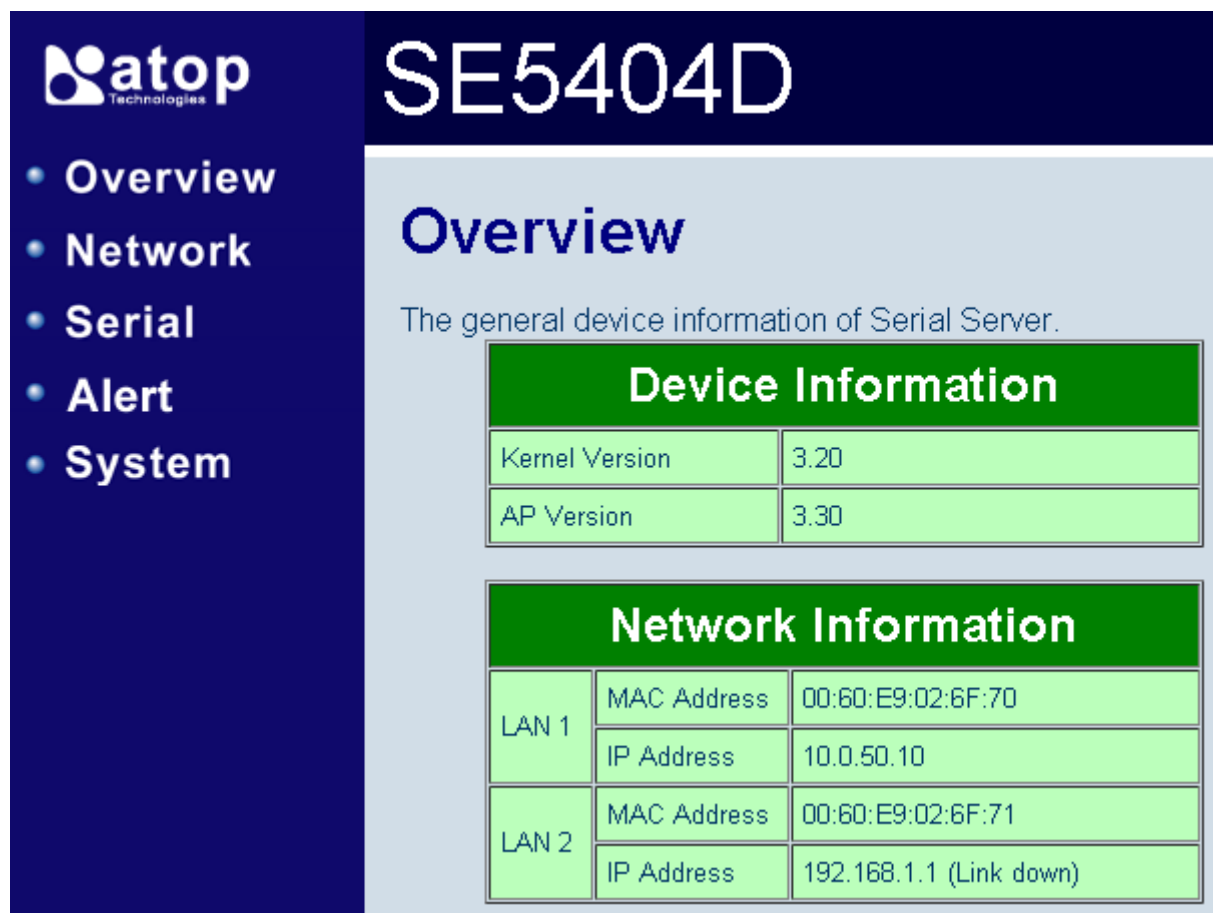 atop
Technologies
SE5404D
Overview
Network
Serial
Alert
System
Overview
The general device information of Serial Server.
Device Information
Kernel Version 3.20
AP Version 3.30
Network Information
LAN 1
MAC Address 00:60:E9:02:6F:70
IP Address 10.0.50.10
LAN 2
MAC Address 00:60:E9:02:6F:71
IP Address 192.168.1.1 (Link down)